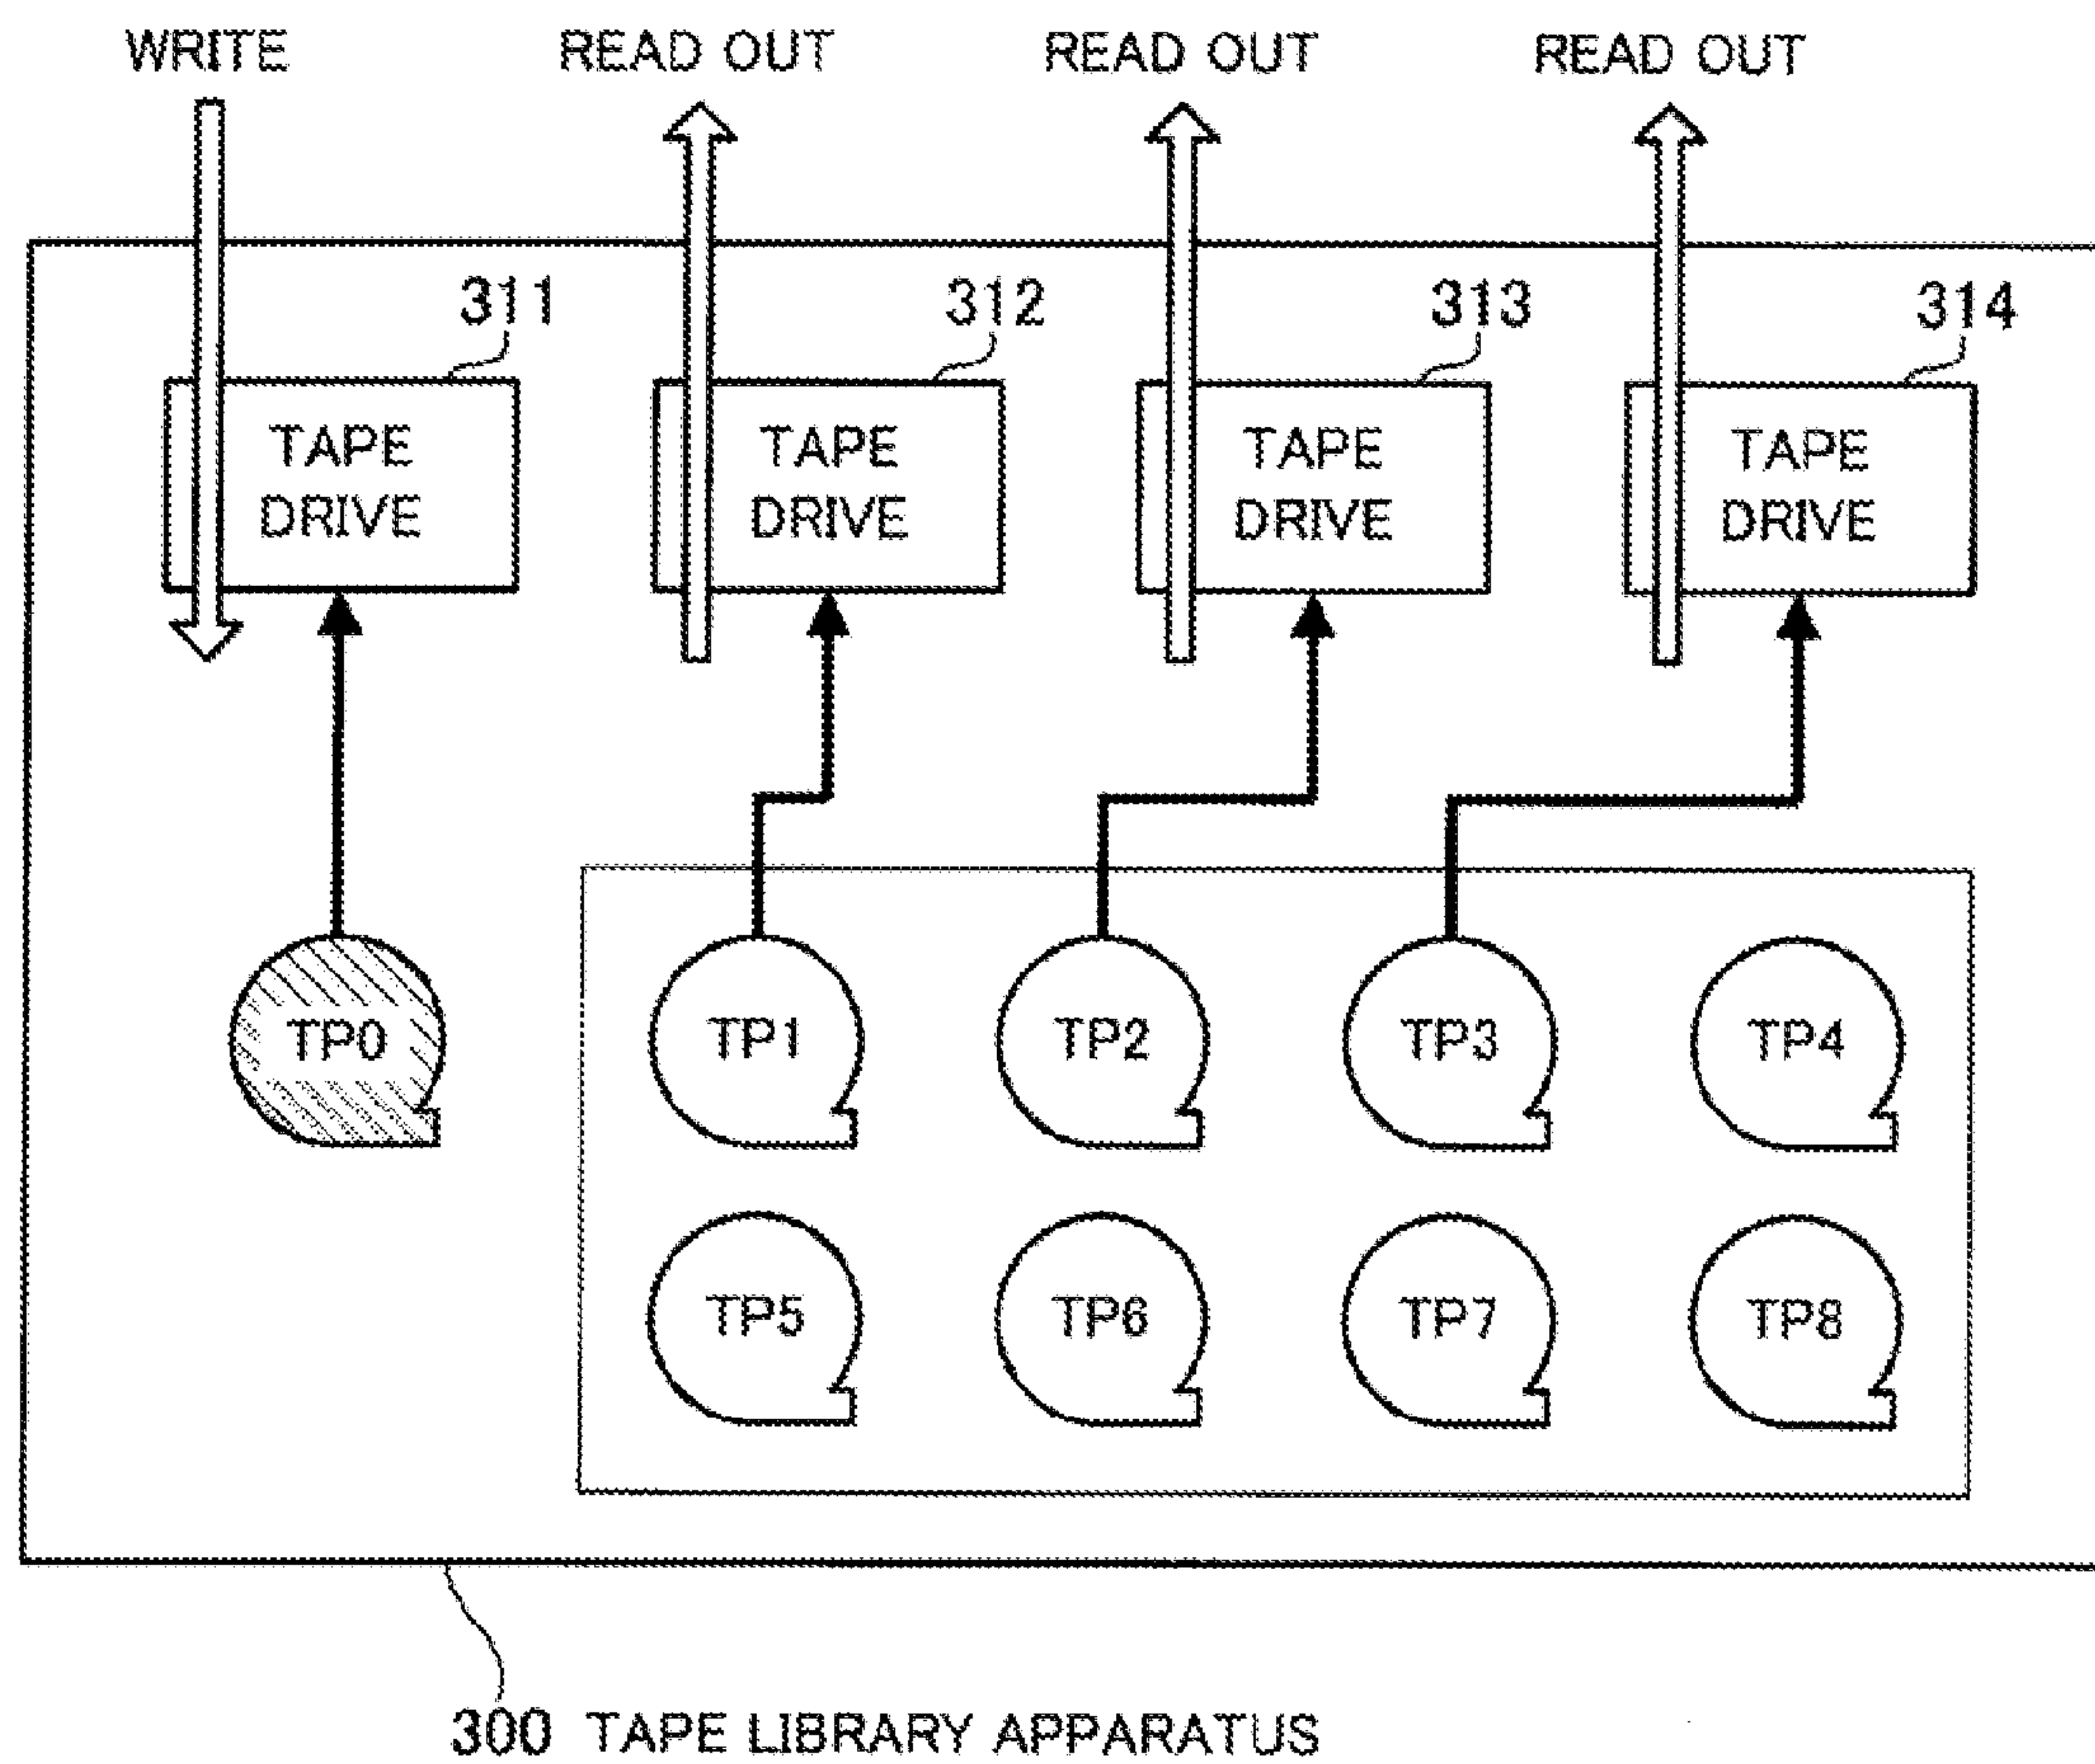 WRITE READ OUT READ OUT READ OUT
311 312 313 314
TAPE TAPE TAPE TAPE
DRIVE DRIVE DRIVE DRIVE
TP0 TP1 TP2 TP3 TP4
TP5 TP6 TP7 TP8
300 TAPE LIBRARY APPARATUS